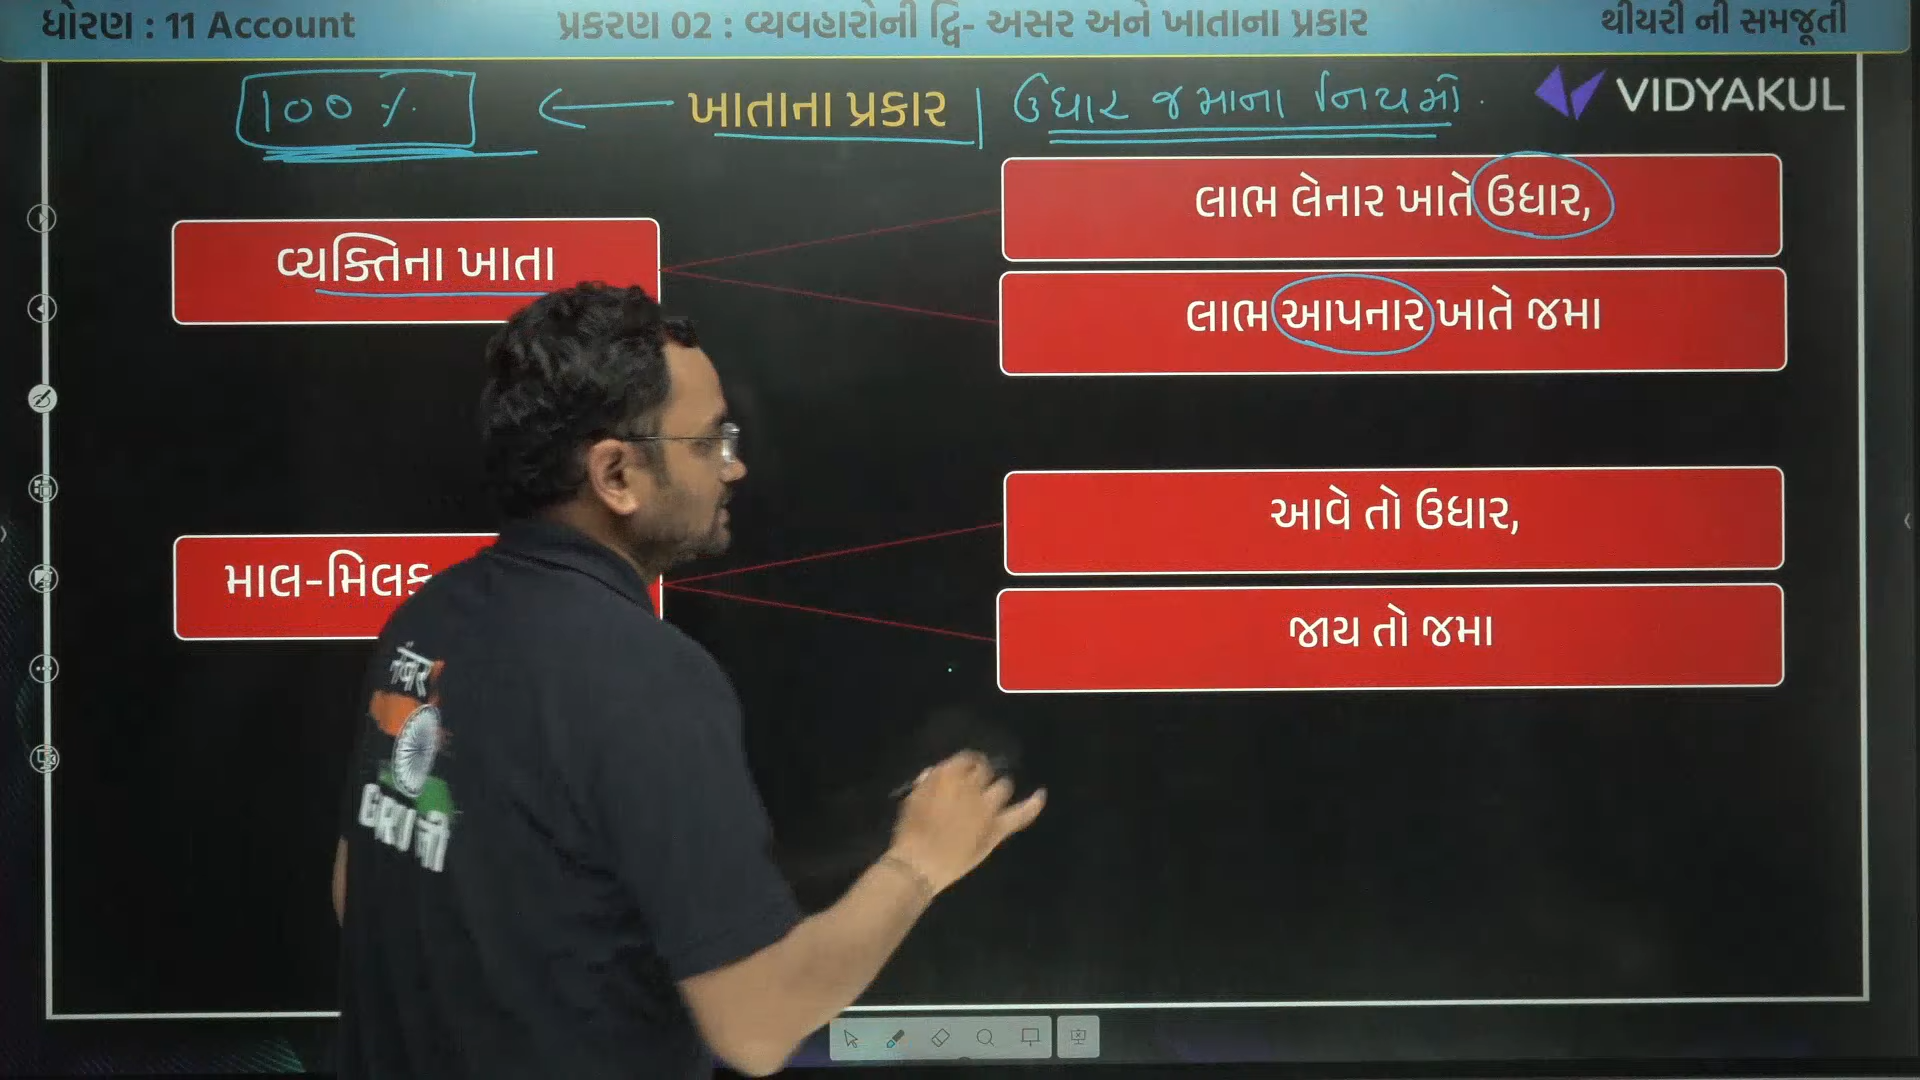 ધોરણ : 11 Account
પ્રકરણ 02 : વ્યવહારોની દ્વિ- અસર અને ખાતાના પ્રકાર
થીયરી ની સમજૂતી
100 %
ખાતાના પ્રકાર
ઉધાર જમાના નિયમો.
VIDYAKUL
વ્યક્તિના ખાતા
લાભ લેનાર ખાતે ઉધાર,
લાભ આપનાર ખાતે જમા
માલ-મિલક
આવે તો ઉધાર,
જાય તો જમા